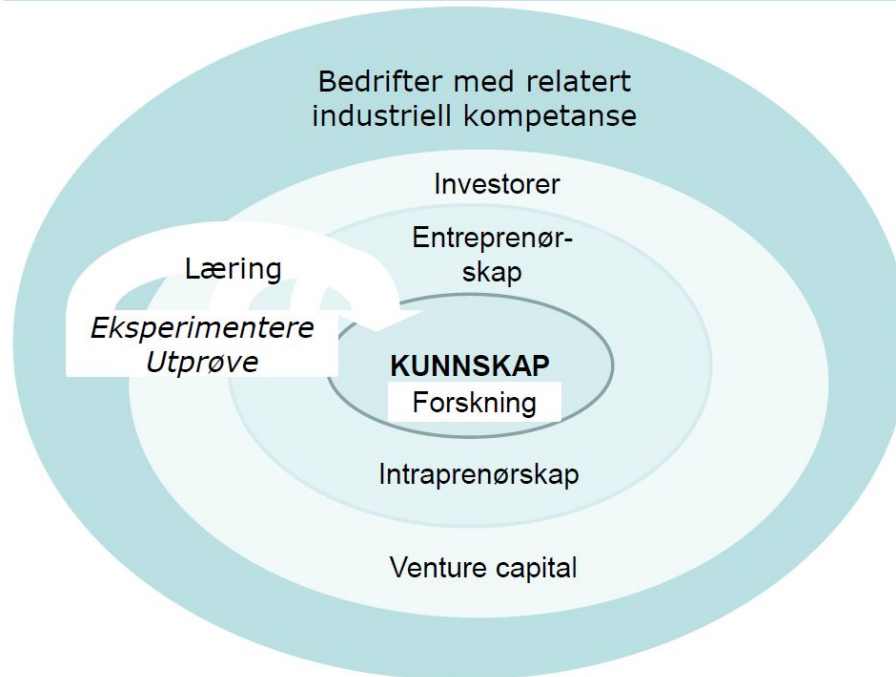 Bedrifter med relatert
industriell kompetanse
Investorer
Entreprenør-
skap
Læring
Eksperimentere
Utprøve
KUNNSKAP
Forskning
Intraprenørskap
Venture capital